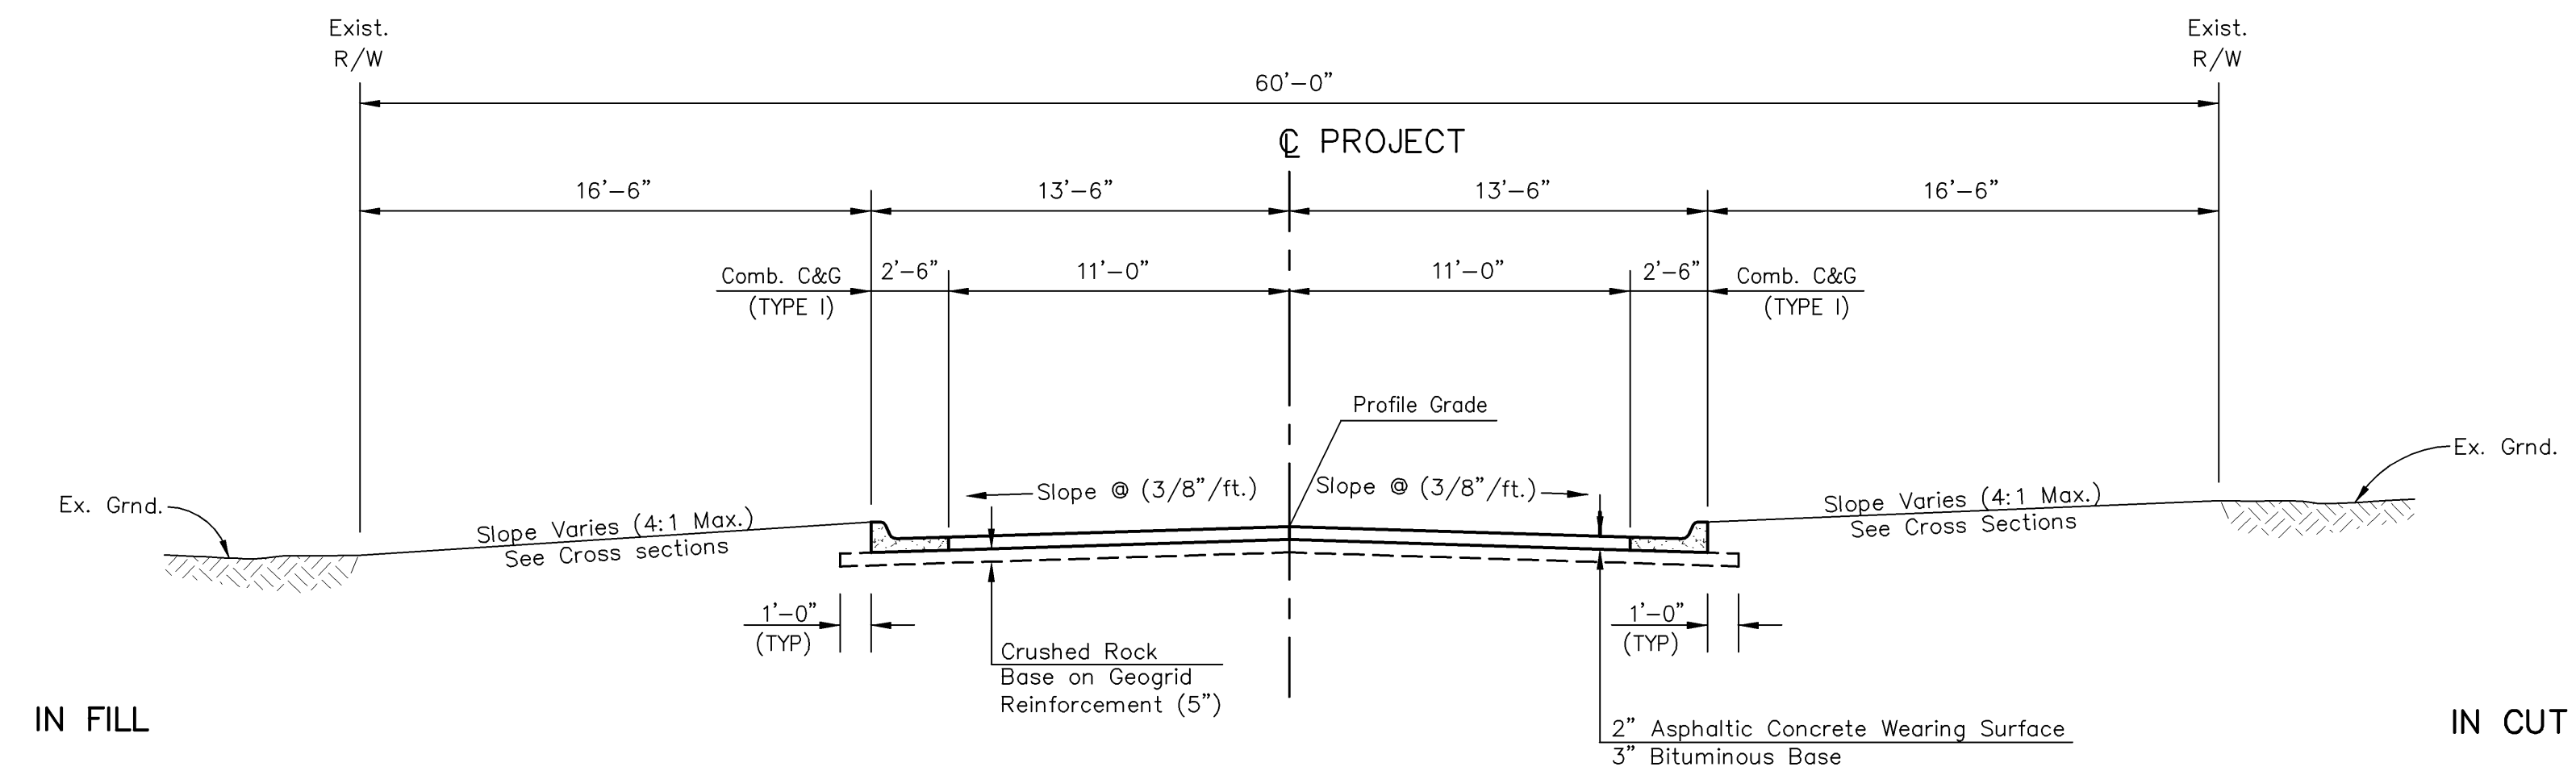 Exist.
R/W
Exist.
R/W
60'-0"
℄ PROJECT
16'-6"
13'-6"
13'-6"
16'-6"
Comb. C&G
(TYPE I)
2'-6"
11'-0"
11'-0"
2'-6"
Comb. C&G
(TYPE I)
Profile Grade
Ex. Grnd.
Ex. Grnd.
Slope @ (3/8"/ft.)
Slope @ (3/8"/ft.)
Slope Varies (4:1 Max.)
See Cross sections
Slope Varies (4:1 Max.)
See Cross Sections
1'-0"
(TYP)
1'-0"
(TYP)
Crushed Rock
Base on Geogrid
Reinforcement (5")
2" Asphaltic Concrete Wearing Surface
3" Bituminous Base
IN FILL
IN CUT